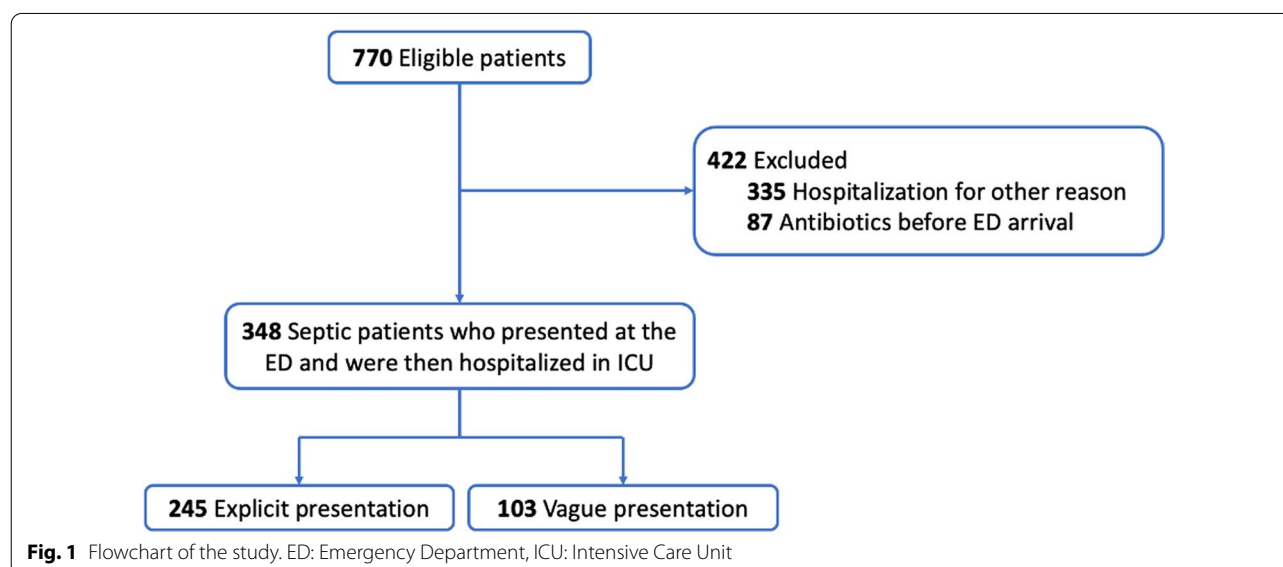 770 Eligible patients
422 Excluded
335 Hospitalization for other reason
87 Antibiotics before ED arrival
348 Septic patients who presented at the
ED and were then hospitalized in ICU
245 Explicit presentation
103 Vague presentation
Fig. 1 Flowchart of the study. ED: Emergency Department, ICU: Intensive Care Unit